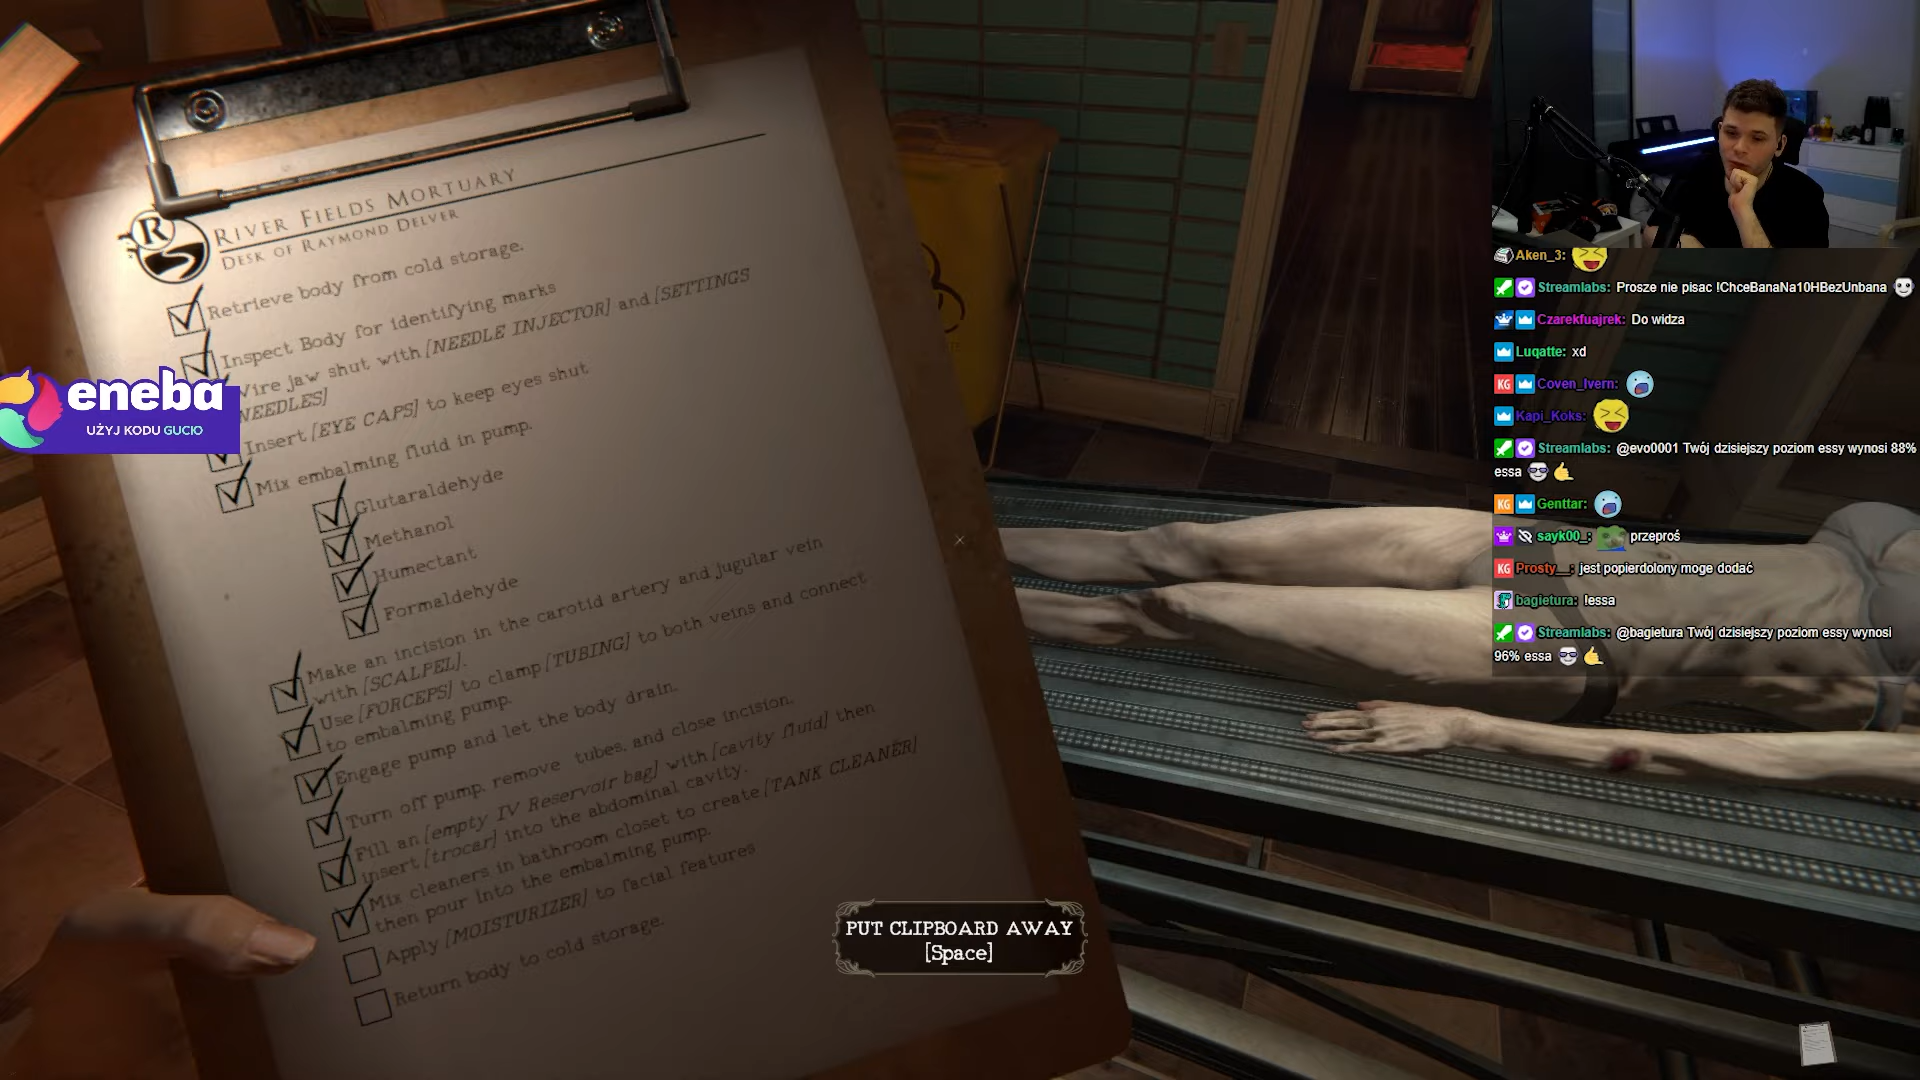 RIVER FIELDS MORTUARY
DESK OF RAYMOND DELVER
Retrieve body from cold storage.
Inspect Body for identifying marks
Wire jaw shut with [NEEDLE INJECTOR] and [SETTINGS
NEEDLES]
Insert [EYE CAPS] to keep eyes shut
Mix embalming fluid in pump.
Glutaraldehyde
Methanol
Humectant
Formaldehyde
Make an incision in the carotid artery and jugular vein
with [SCALPEL].
Use [FORCEPS] to clamp [TUBING] to both veins and connect
to embalming pump.
Engage pump and let the body drain.
Turn off pump, remove tubes, and close incision.
Fill an [empty IV Reservoir bag] with [cavity fluid] then
insert [trocar] into the abdominal cavity.
Mix cleaners in bathroom closet to create [TANK CLEANER]
then pour into the embalming pump.
Apply [MOISTURIZER] to facial features
Return body to cold storage.
eneba
UŻYJ KODU GUCIO
PUT CLIPBOARD AWAY
[Space]
Aken_3:
Streamlabs: Prosze nie pisac !ChceBanaNa10HBezUnbana
Czarekfuajrek: Do widza
Luqatte: xd
KG Coven_Ivern:
Kapi_Koks:
Streamlabs: @evo0001 Twój dzisiejszy poziom essy wynosi 88%
essa
KG Genttar:
sayk00_: przeproś
KG Prosty__: jest popierdolony moge dodać
bagietura: !essa
Streamlabs: @bagietura Twój dzisiejszy poziom essy wynosi
96% essa